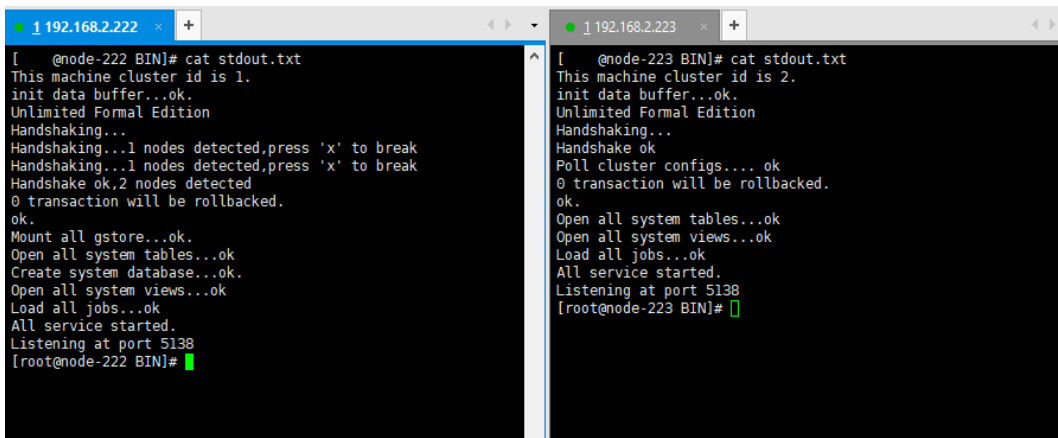 1 192.168.2.222 × +
[ @node-222 BIN]# cat stdout.txt
This machine cluster id is 1.
init data buffer...ok.
Unlimited Formal Edition
Handshaking...
Handshaking...1 nodes detected,press 'x' to break
Handshaking...1 nodes detected,press 'x' to break
Handshake ok,2 nodes detected
0 transaction will be rollbacked.
ok.
Mount all gstore...ok.
Open all system tables...ok
Create system database...ok.
Open all system views...ok
Load all jobs...ok
All service started.
Listening at port 5138
[root@node-222 BIN]#
1 192.168.2.223 × +
[ @node-223 BIN]# cat stdout.txt
This machine cluster id is 2.
init data buffer...ok.
Unlimited Formal Edition
Handshaking...
Handshake ok
Poll cluster configs.... ok
0 transaction will be rollbacked.
ok.
Open all system tables...ok
Open all system views...ok
Load all jobs...ok
All service started.
Listening at port 5138
[root@node-223 BIN]#